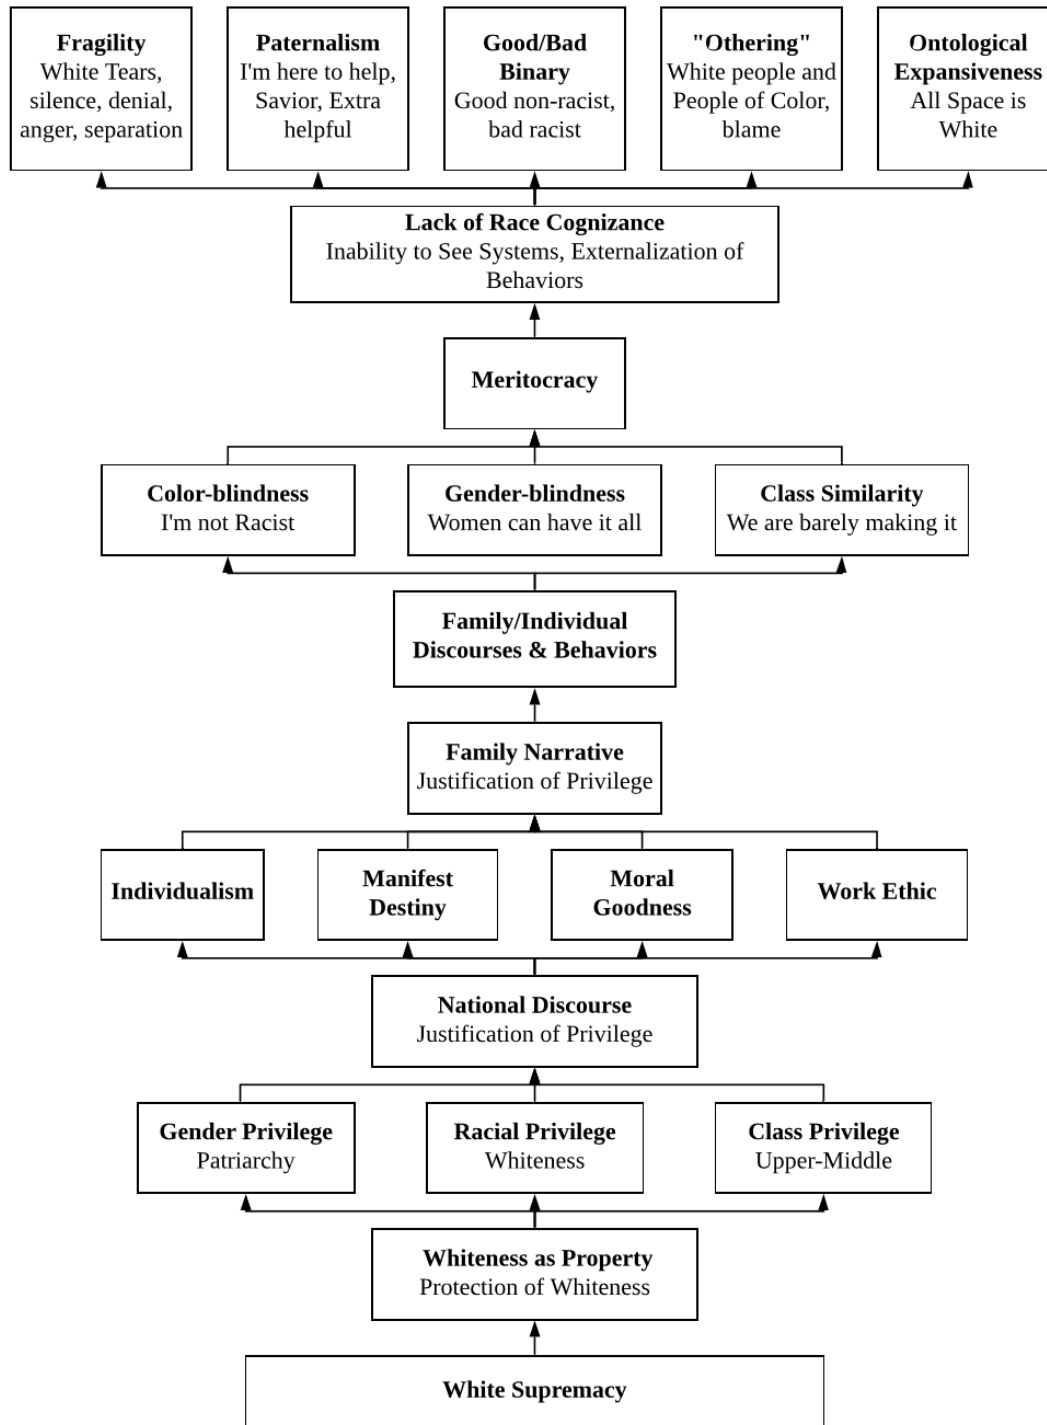 Fragility
White Tears,
silence, denial,
anger, separation
Paternalism
I'm here to help,
Savior, Extra
helpful
Good/Bad
Binary
Good non-racist,
bad racist
"Othering"
White people and
People of Color,
blame
Ontological
Expansiveness
All Space is
White
Lack of Race Cognizance
Inability to See Systems, Externalization of
Behaviors
Meritocracy
Color-blindness
I'm not Racist
Gender-blindness
Women can have it all
Class Similarity
We are barely making it
Family/Individual
Discourses & Behaviors
Family Narrative
Justification of Privilege
Individualism
Manifest
Destiny
Moral
Goodness
Work Ethic
National Discourse
Justification of Privilege
Gender Privilege
Patriarchy
Racial Privilege
Whiteness
Class Privilege
Upper-Middle
Whiteness as Property
Protection of Whiteness
White Supremacy